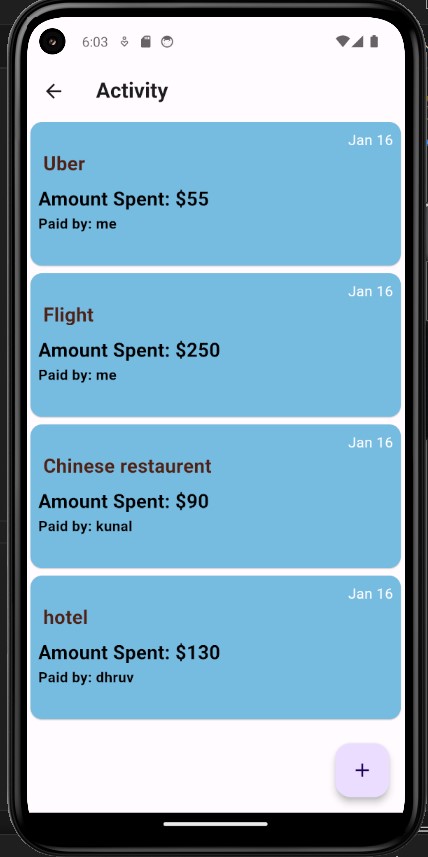 6:03
Activity
Jan 16
Uber
Amount Spent: $55
Paid by: me
Jan 16
Flight
Amount Spent: $250
Paid by: me
Jan 16
Chinese restaurent
Amount Spent: $90
Paid by: kunal
Jan 16
hotel
Amount Spent: $130
Paid by: dhruv
+